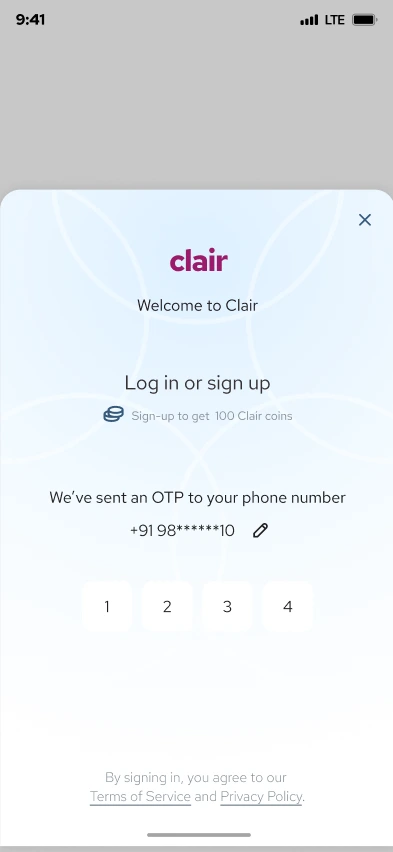 9:41 LTE
clair
Welcome to Clair
Log in or sign up
Sign-up to get 100 Clair coins
We've sent an OTP to your phone number
+91 98******10
1 2 3 4
By signing in, you agree to our
Terms of Service and Privacy Policy.